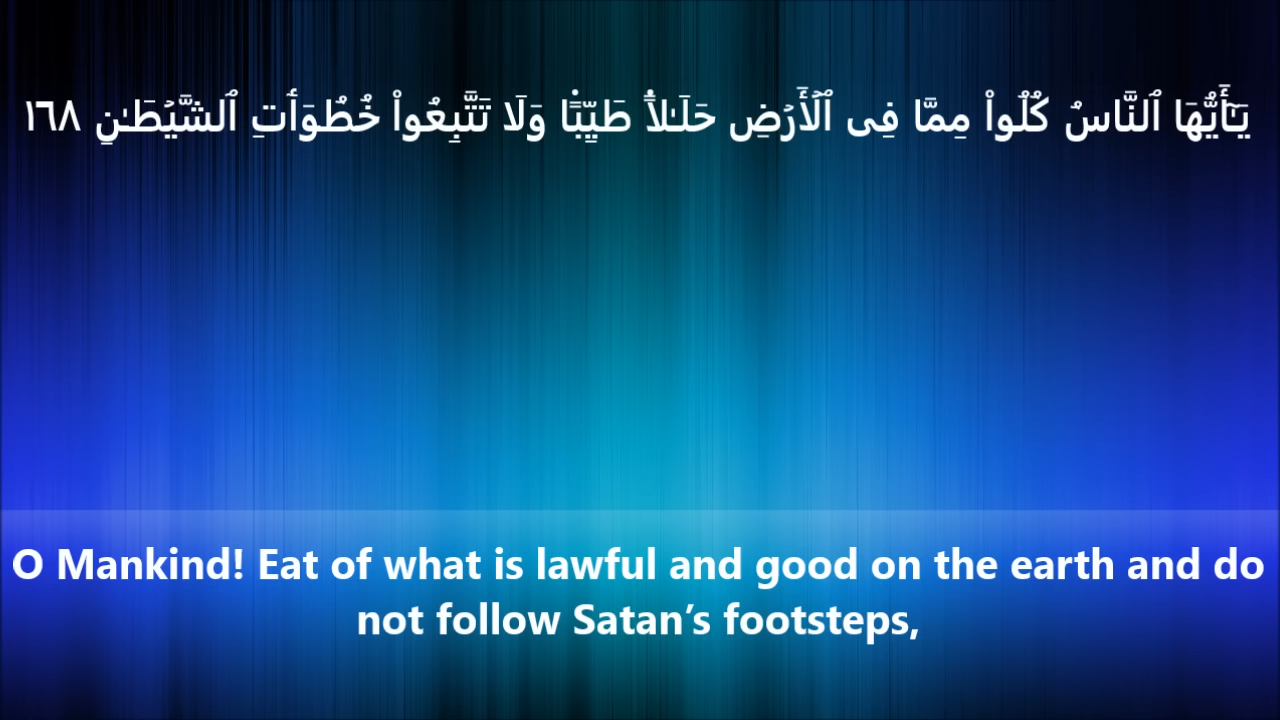 يَـٰٓأَيُّهَا ٱلنَّاسُ كُلُوا۟ مِمَّا فِى ٱلْأَرْضِ حَلَـٰلًۭا طَيِّبًۭا وَلَا تَتَّبِعُوا۟ خُطُوَٰتِ ٱلشَّيْطَـٰنِ ١٦٨
O Mankind! Eat of what is lawful and good on the earth and do
not follow Satan’s footsteps,